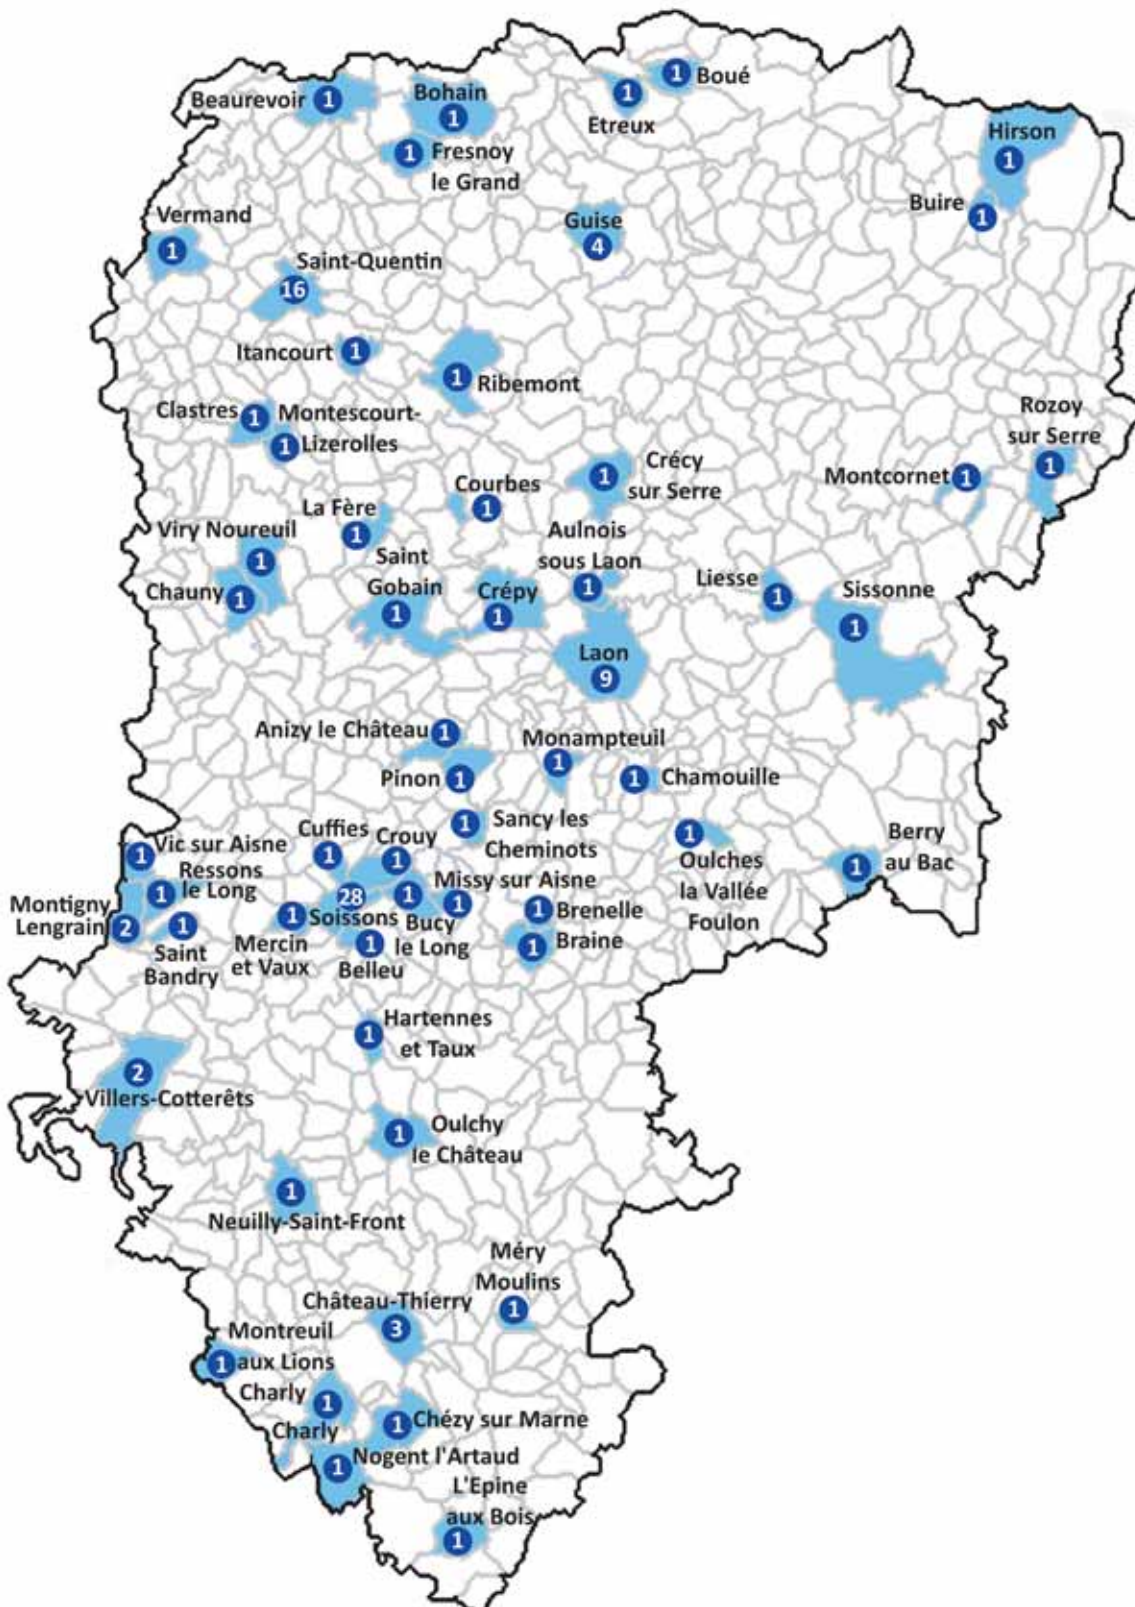 Boué
1
Beaurevoir
1
Bohain
1
1
Etreux
Hirson
1
1
Fresnoy
le Grand
Buire
1
Vermand
1
Guise
4
Saint-Quentin
16
Itancourt
1
1
Ribemont
Clastres
1
Montescourt-
1
Lizerolles
Rozoy
sur Serre
1
Montcornet
1
Crécy
sur Serre
1
Courbes
1
La Fère
1
Viry Noureuil
1
Chauny
1
Saint
Gobain
1
Crépy
1
Aulnois
sous Laon
1
Liesse
1
Sissonne
1
Laon
9
Anizy le Château
1
Pinon
1
Monampteuil
1
1
Chamouille
1
Sancy les
Cheminots
1
Oulches
la Vallée
Foulon
Berry
au Bac
1
Cuffies
1
Crouy
1
Vic sur Aisne
1
Ressons
le Long
1
Montigny
Lengrain
2
1
Saint
Bandry
28
Soissons
1
Mercin
et Vaux
1
Bucy
le Long
Missy sur Aisne
1
1
Belleu
1
Brenelle
1
Braine
1
Hartennes
et Taux
2
Villers-Cotterêts
1
Oulchy
le Château
1
Neuilly-Saint-Front
Méry
Moulins
1
Château-Thierry
3
Montreuil
aux Lions
1
Charly
1
Charly
1
Chézy sur Marne
1
Nogent l'Artaud
L'Epine
aux Bois
1